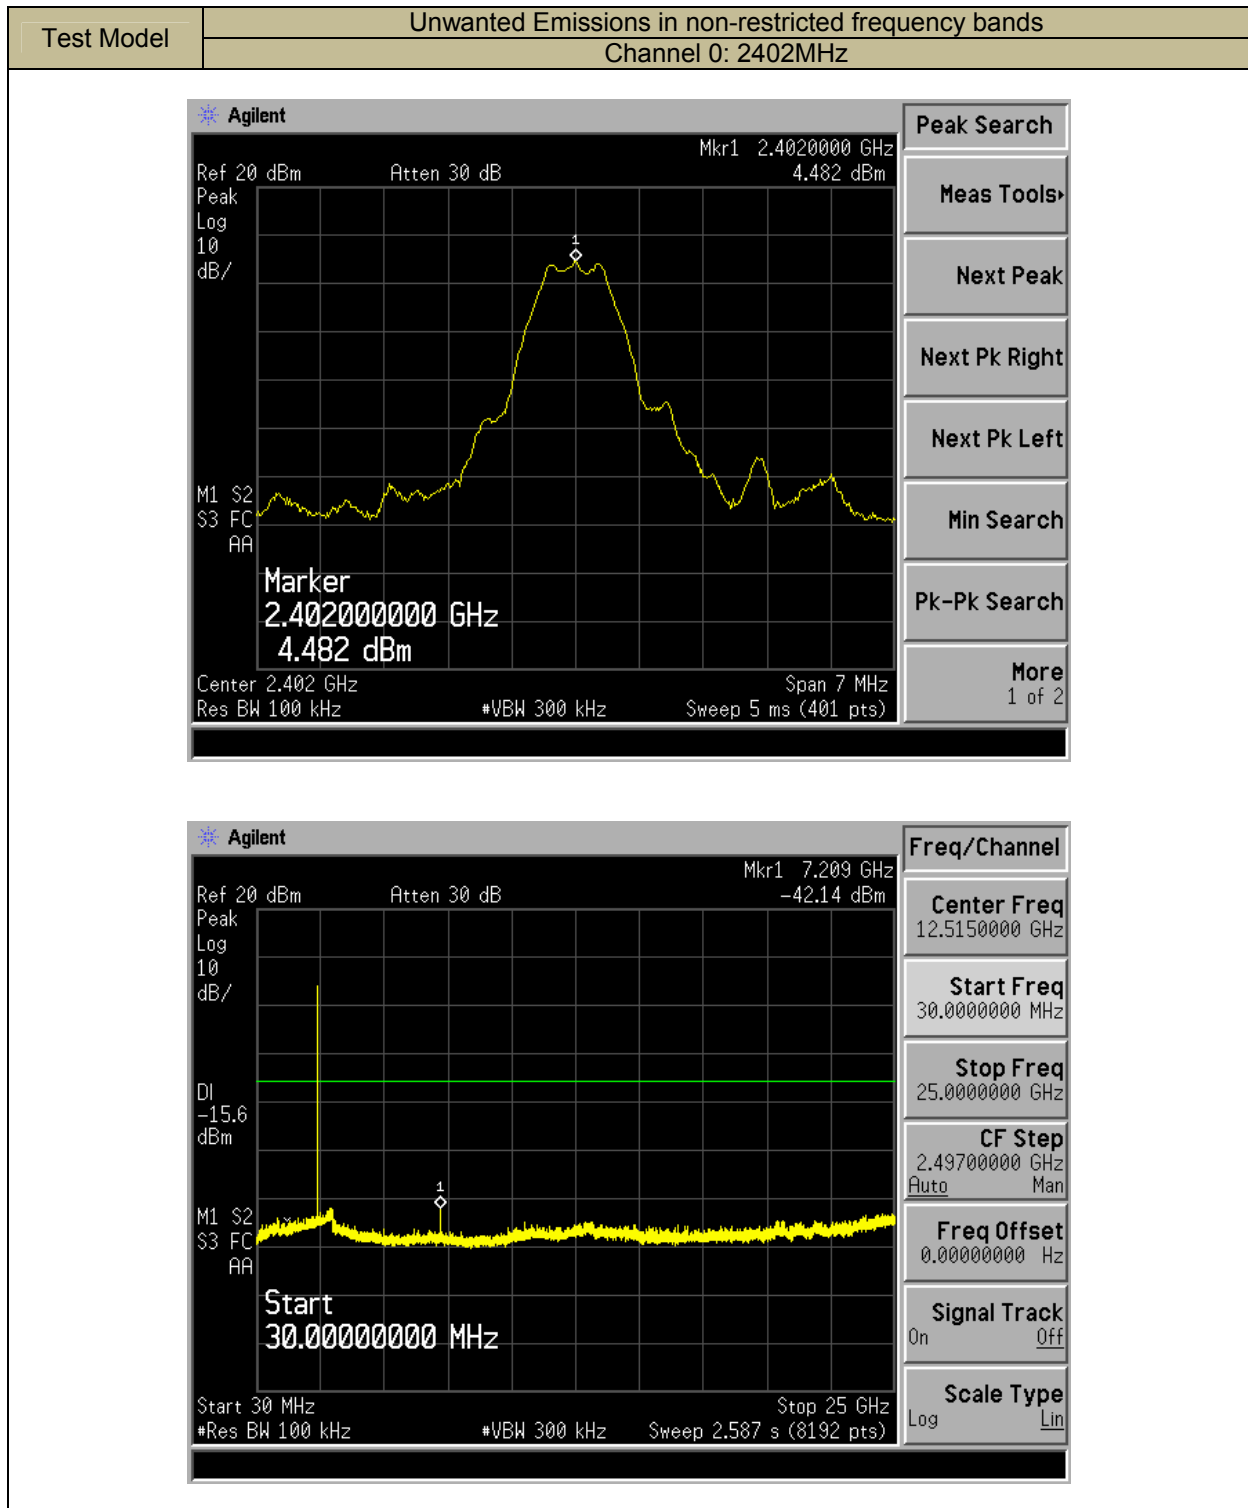 Test Model
Unwanted Emissions in non-restricted frequency bands
Channel 0: 2402MHz
Agilent
Peak Search
Mkr1 2.4020000 GHz
Ref 20 dBm Atten 30 dB 4.482 dBm
Peak
Log
10
dB/
1
Meas Tools
Next Peak
Next Pk Right
Next Pk Left
Min Search
Pk-Pk Search
More
1 of 2
M1 S2
S3 FC
AA
Marker
2.402000000 GHz
4.482 dBm
Center 2.402 GHz Span 7 MHz
Res BW 100 kHz #VBW 300 kHz Sweep 5 ms (401 pts)
Agilent
Freq/Channel
Mkr1 7.209 GHz
Ref 20 dBm Atten 30 dB -42.14 dBm
Peak
Log
10
dB/
DI
-15.6
dBm
1
M1 S2
S3 FC
AA
Center Freq
12.5150000 GHz
Start Freq
30.0000000 MHz
Stop Freq
25.0000000 GHz
CF Step
2.49700000 GHz
Auto Man
Freq Offset
0.00000000 Hz
Signal Track
On Off
Scale Type
Log Lin
Start
30.00000000 MHz
Start 30 MHz Stop 25 GHz
#Res BW 100 kHz #VBW 300 kHz Sweep 2.587 s (8192 pts)